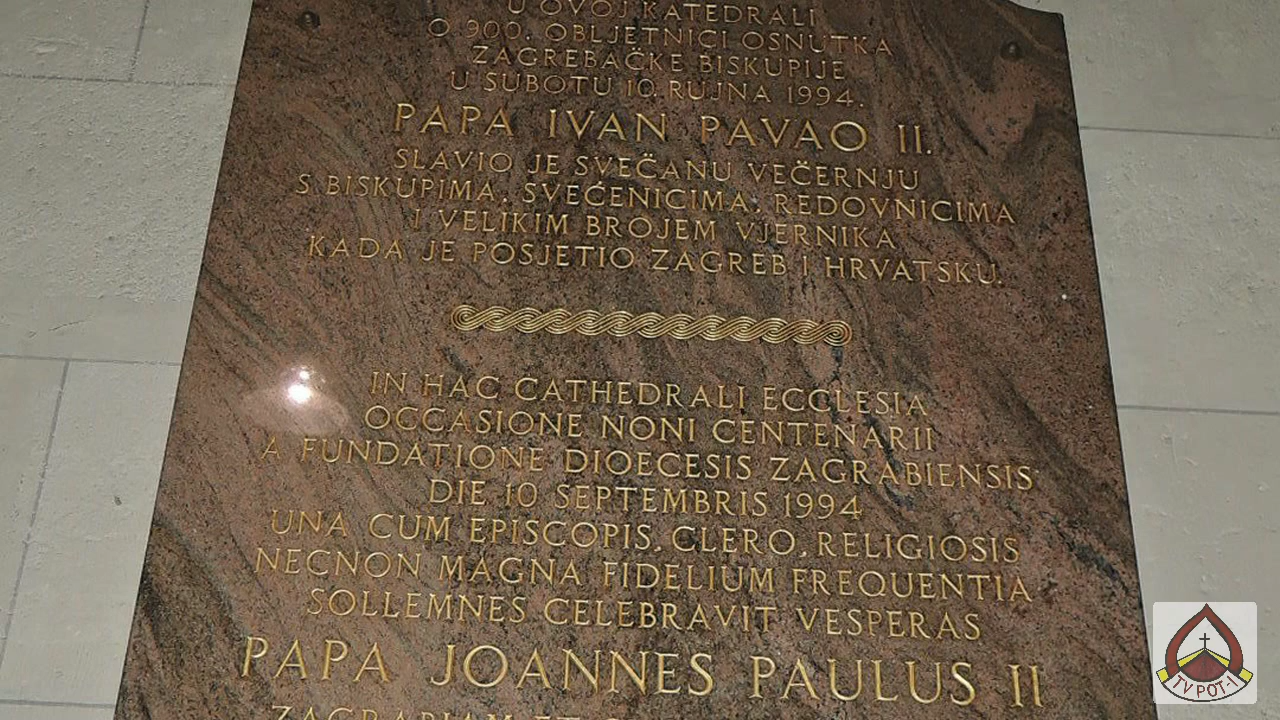 U OVOJ KATEDRALI
O 900. OBLJETNICI OSNUTKA
ZAGREBAČKE BISKUPIJE
U SUBOTU 10. RUJNA 1994.
PAPA IVAN PAVAO II.
SLAVIO JE SVEČANU VEČERNJU
S BISKUPIMA, SVEĆENICIMA, REDOVNICIMA
I VELIKIM BROJEM VJERNIKA
KADA JE POSJETIO ZAGREB I HRVATSKU.
IN HAC CATHEDRALI ECCLESIA
OCCASIONE NONI CENTENARII
A FUNDATIONE DIOECESIS ZAGRABIENSIS
DIE 10 SEPTEMBRIS 1994
UNA CUM EPISCOPIS, CLERO, RELIGIOSIS
NECNON MAGNA FIDELIUM FREQUENTIA
SOLLEMNES CELEBRAVIT VESPERAS
PAPA JOANNES PAULUS II
ZAGRABIAM ET
TV POT-1